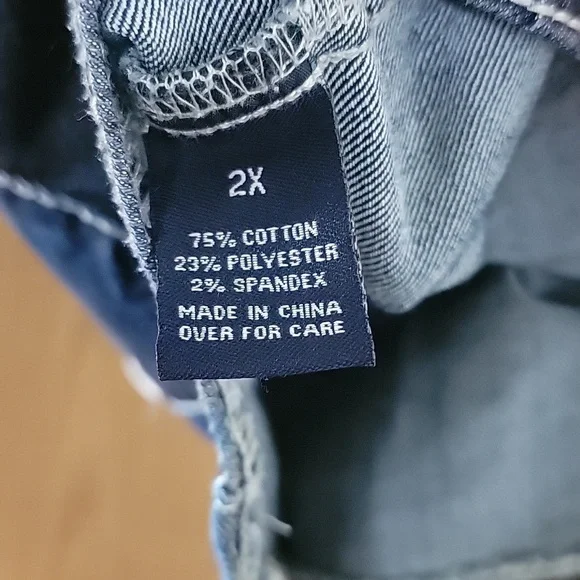 2X
75% COTTON
23% POLYESTER
2% SPANDEX
MADE IN CHINA
OVER FOR CARE